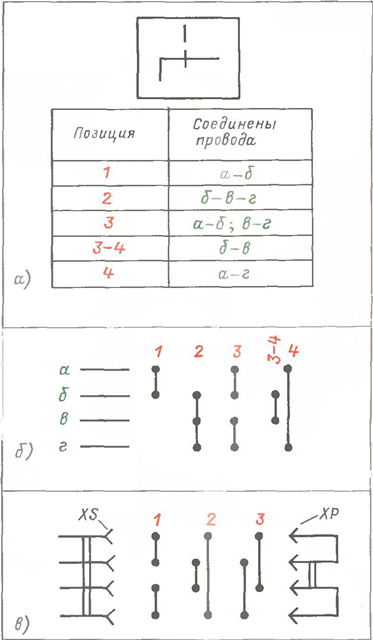 Позиция Соединены провода
1 а–б
2 б–в–г
3 а–б; в–г
3–4 б–в
4 а–г
а)
1 2 3 3–4 4
а
б
в
г
б)
XS 1 2 3 XP
в)